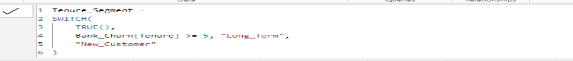 Tenure_Segment =
SWITCH(
TRUE(),
Bank_Churn[Tenure] >= 5, "Long_Term",
"New_Customer"
)